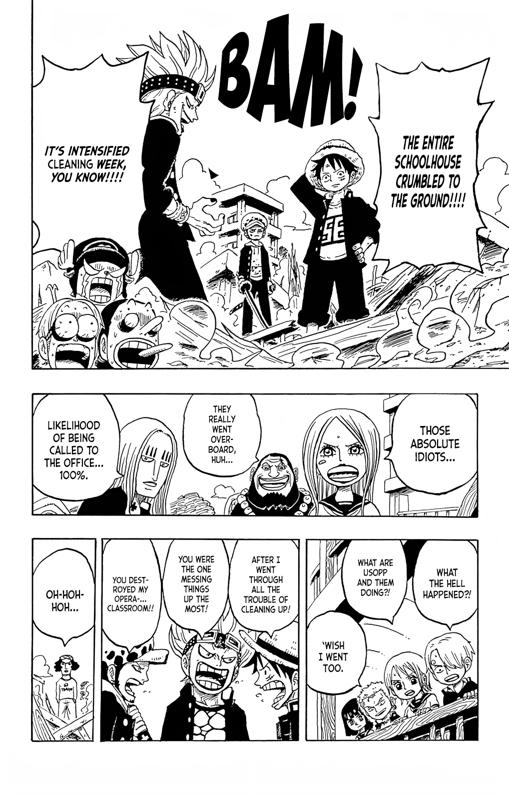 BAM!
THE ENTIRE
SCHOOLHOUSE
CRUMBLED TO
THE GROUND!!!!
IT'S INTENSIFIED
CLEANING WEEK,
YOU KNOW!!!!
THOSE
ABSOLUTE
IDIOTS...
THEY
REALLY
WENT
OVER-
BOARD,
HUH...
LIKELIHOOD
OF BEING
CALLED TO
THE OFFICE...
100%.
WHAT
THE HELL
HAPPENED?!
WHAT ARE
USOPP
AND THEM
DOING?!
'WISH
I WENT
TOO.
AFTER I
WENT
THROUGH
ALL THE
TROUBLE OF
CLEANING UP!
YOU WERE
THE ONE
MESSING
THINGS
UP THE
MOST!
YOU DEST-
ROYED MY
OPERA-...
CLASSROOM!!
OH-HOH-
HOH...